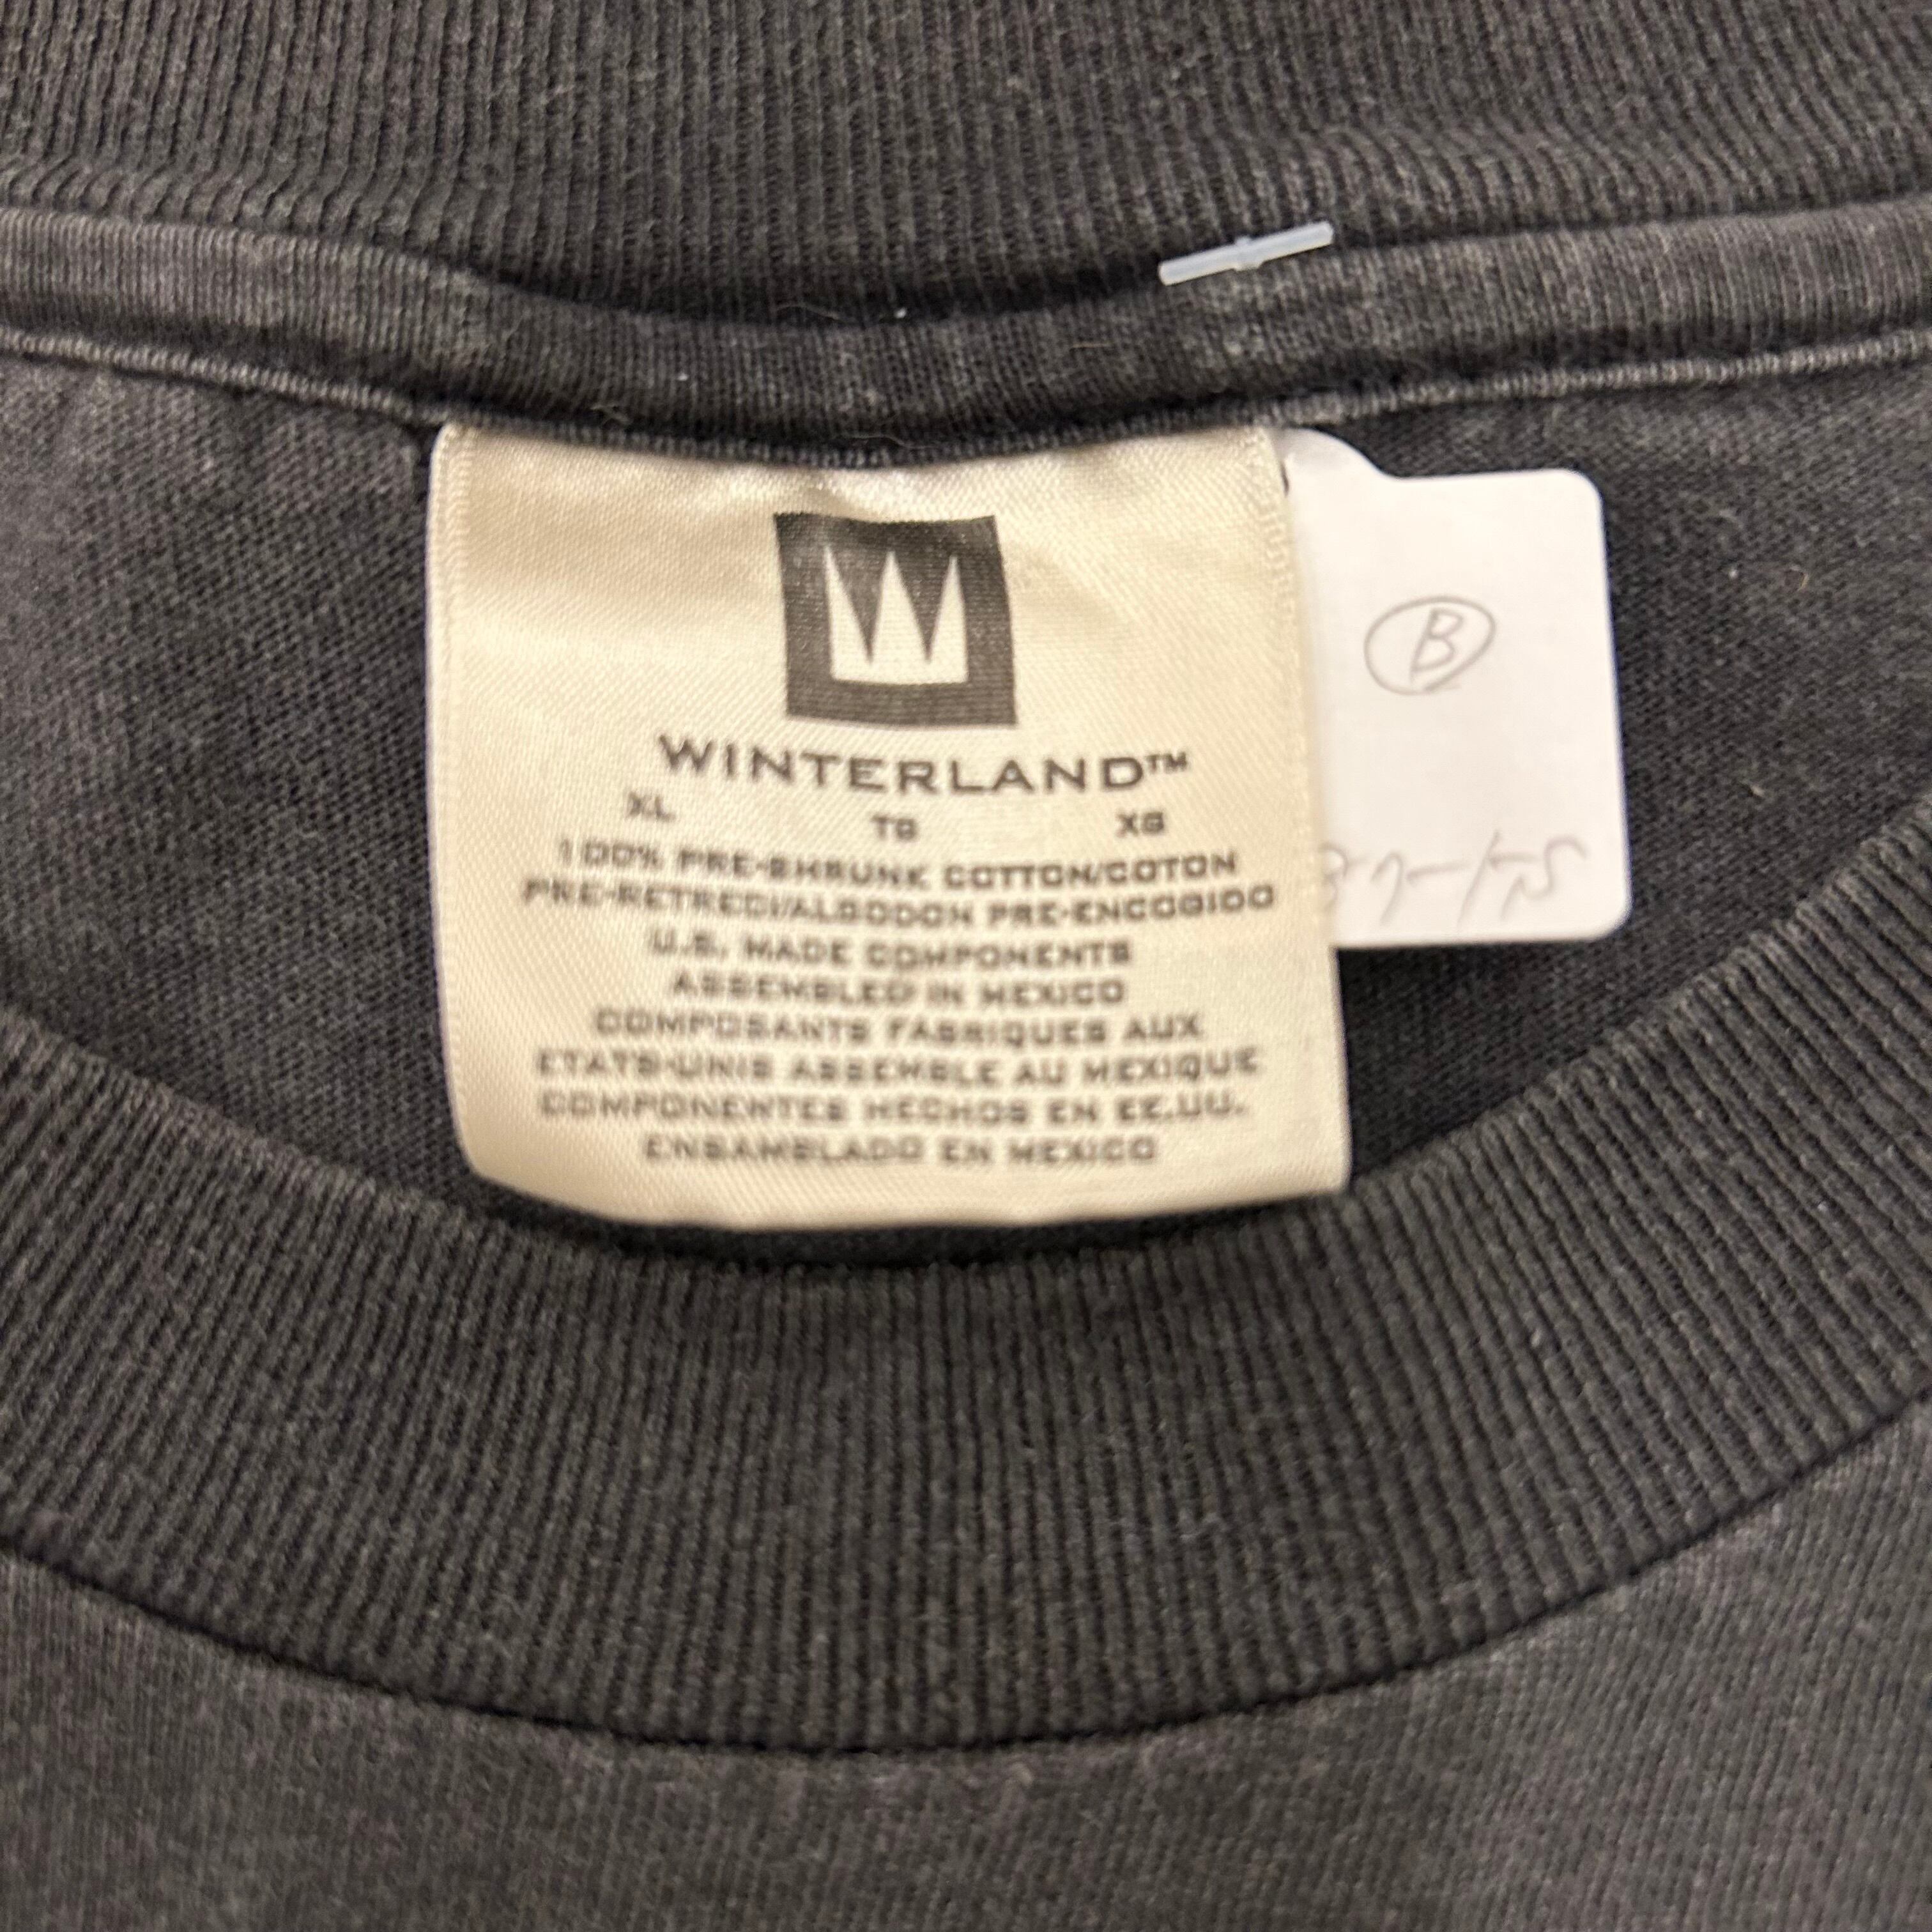 WINTERLAND™
XL TG XG
100% PRE-SHRUNK COTTON/COTON
PRE-RETRECI/ALGODON PRE-ENCOGIDO
U.S. MADE COMPONENTS
ASSEMBLED IN MEXICO
COMPOSANTS FABRIQUES AUX
ETATS-UNIS ASSEMBLE AU MEXIQUE
COMPONENTES HECHOS EN EE.UU.
ENSAMBLADO EN MEXICO
B